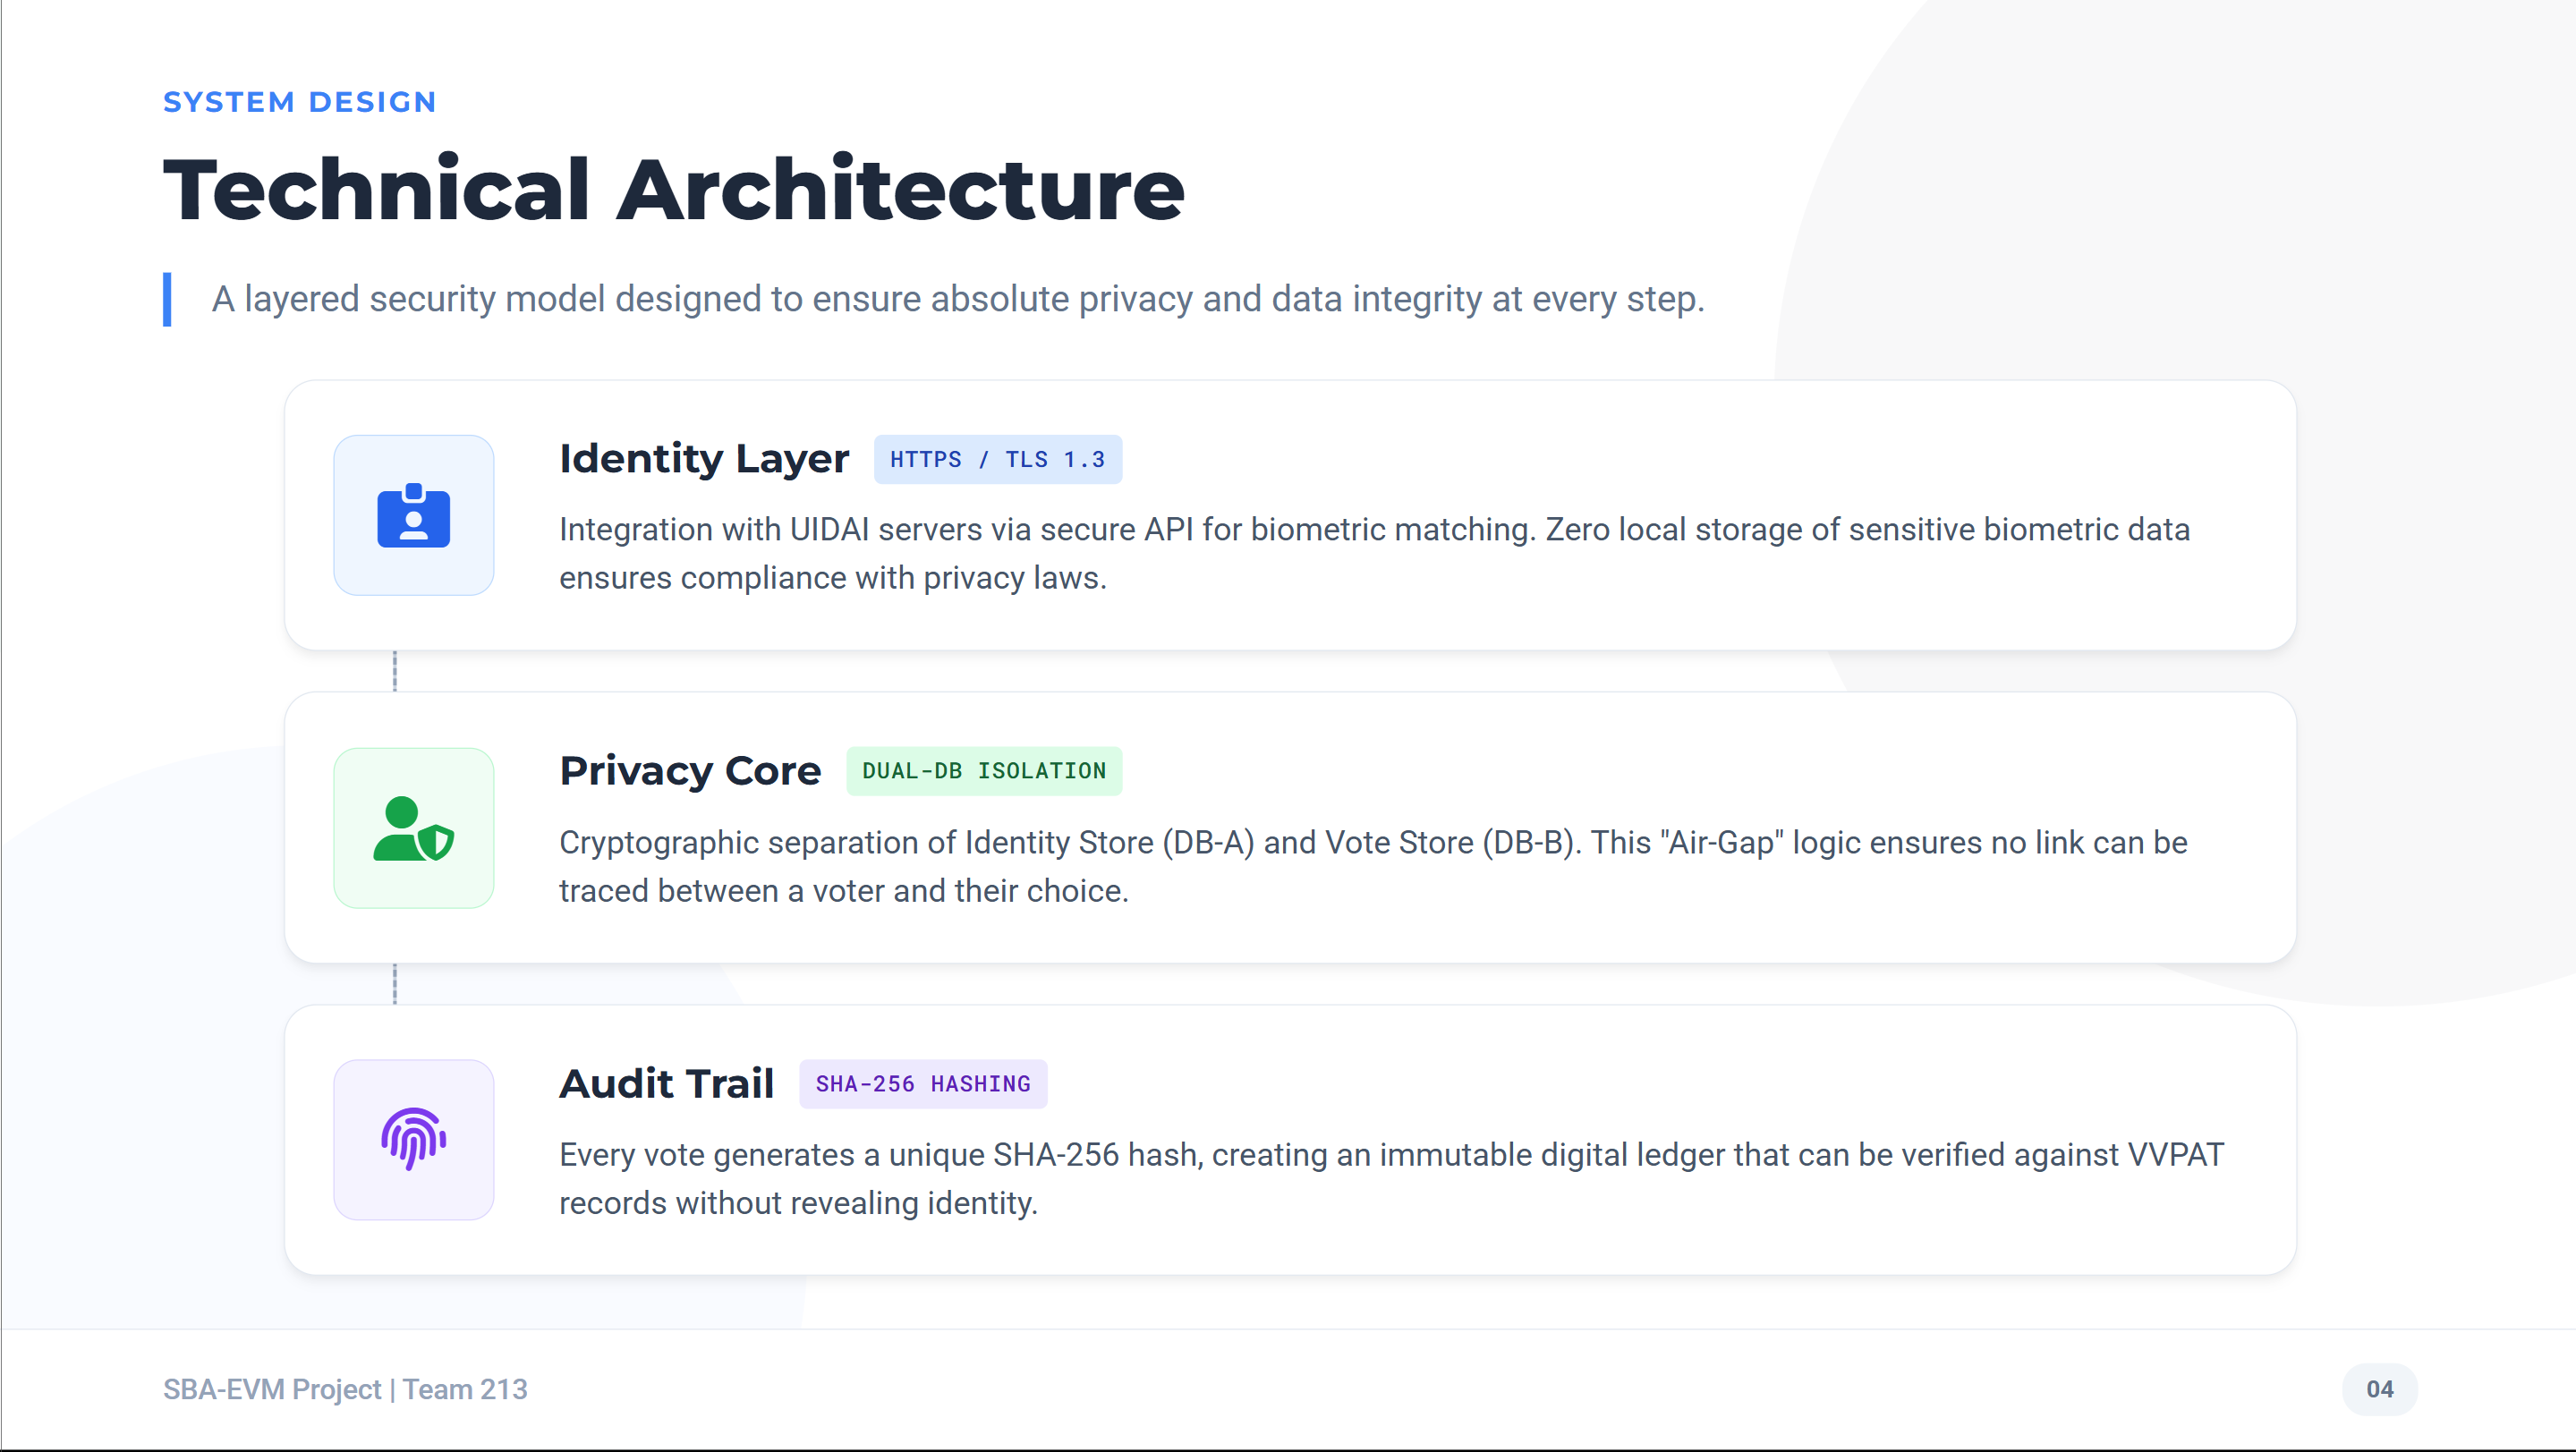 SYSTEM DESIGN
Technical Architecture
A layered security model designed to ensure absolute privacy and data integrity at every step.
Identity Layer HTTPS / TLS 1.3
Integration with UIDAI servers via secure API for biometric matching. Zero local storage of sensitive biometric data
ensures compliance with privacy laws.
Privacy Core DUAL-DB ISOLATION
Cryptographic separation of Identity Store (DB-A) and Vote Store (DB-B). This "Air-Gap" logic ensures no link can be
traced between a voter and their choice.
Audit Trail SHA-256 HASHING
Every vote generates a unique SHA-256 hash, creating an immutable digital ledger that can be verified against VVPAT
records without revealing identity.
SBA-EVM Project | Team 213
04